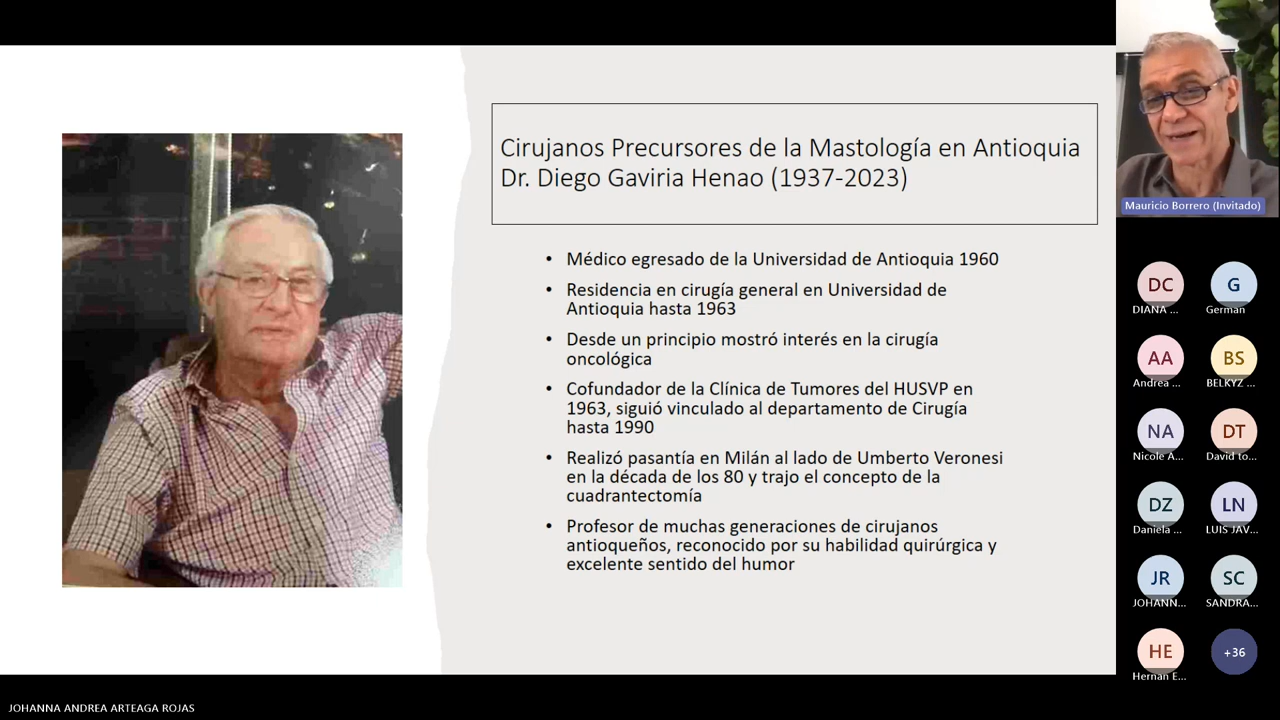 Cirujanos Precursores de la Mastología en Antioquia
Dr. Diego Gaviria Henao (1937-2023)
• Médico egresado de la Universidad de Antioquia 1960
• Residencia en cirugía general en Universidad de
Antioquia hasta 1963
• Desde un principio mostró interés en la cirugía
oncológica
• Cofundador de la Clínica de Tumores del HUSVP en
1963, siguió vinculado al departamento de Cirugía
hasta 1990
• Realizó pasantía en Milán al lado de Umberto Veronesi
en la década de los 80 y trajo el concepto de la
cuadrantectomía
• Profesor de muchas generaciones de cirujanos
antioqueños, reconocido por su habilidad quirúrgica y
excelente sentido del humor
Mauricio Borrero (Invitado)
DC
DIANA ...
G
German
AA
Andrea ...
BS
BELKYZ ...
NA
Nicole A...
DT
David to...
DZ
Daniela ...
LN
LUIS JAV...
JR
JOHANN...
SC
SANDRA...
HE
Hernan E...
+36
JOHANNA ANDREA ARTEAGA ROJAS